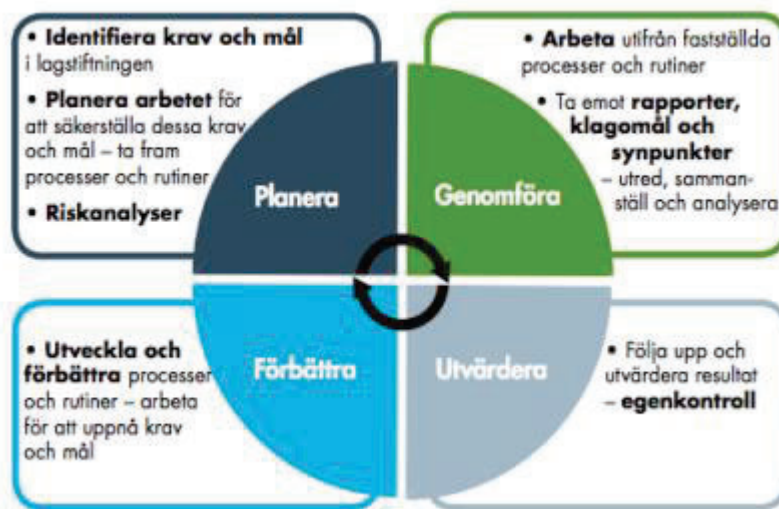 • Identifiera krav och mål
i lagstiftningen
• Planera arbetet för
att säkerställa dessa krav
och mål – ta fram
processer och rutiner
• Riskanalyser
Planera
• Arbeta utifrån fastställda
processer och rutiner
• Ta emot rapporter,
klagomål och
synpunkter
– utred, samman-
ställ och analysera
Genomföra
• Utveckla och
förbättra processer
och rutiner – arbeta
för att uppnå krav
och mål
Förbättra
Utvärdera
• Följa upp och
utvärdera resultat
– egenkontroll